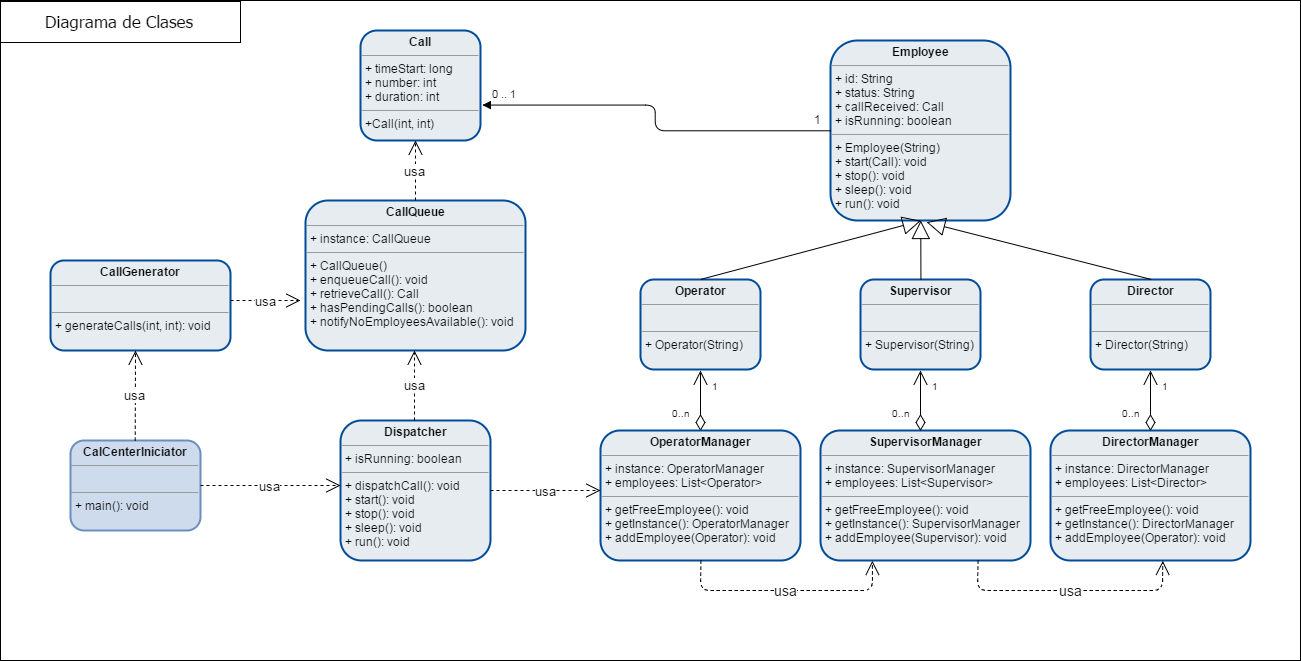 Diagrama de Clases
Call
+ timeStart: long
+ number: int
+ duration: int
+Call(int, int)
0 .. 1
1
Employee
+ id: String
+ status: String
+ callReceived: Call
+ isRunning: boolean
+ Employee(String)
+ start(Call): void
+ stop(): void
+ sleep(): void
+ run(): void
usa
CallQueue
+ instance: CallQueue
+ CallQueue()
+ enqueueCall(): void
+ retrieveCall(): Call
+ hasPendingCalls(): boolean
+ notifyNoEmployeesAvailable(): void
CallGenerator
+ generateCalls(int, int): void
usa
Operator
+ Operator(String)
Supervisor
+ Supervisor(String)
Director
+ Director(String)
usa
usa
1
0..n
1
0..n
1
0..n
CalCenterIniciator
+ main(): void
usa
Dispatcher
+ isRunning: boolean
+ dispatchCall(): void
+ start(): void
+ stop(): void
+ sleep(): void
+ run(): void
usa
OperatorManager
+ instance: OperatorManager
+ employees: List<Operator>
+ getFreeEmployee(): void
+ getInstance(): OperatorManager
+ addEmployee(Operator): void
SupervisorManager
+ instance: SupervisorManager
+ employees: List<Supervisor>
+ getFreeEmployee(): void
+ getInstance(): SupervisorManager
+ addEmployee(Supervisor): void
DirectorManager
+ instance: DirectorManager
+ employees: List<Director>
+ getFreeEmployee(): void
+ getInstance(): DirectorManager
+ addEmployee(Operator): void
usa
usa